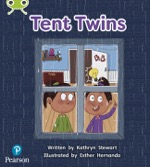 Tent Twins
Written by Kathryn Stewart
Illustrated by Esther Hernando
Pearson